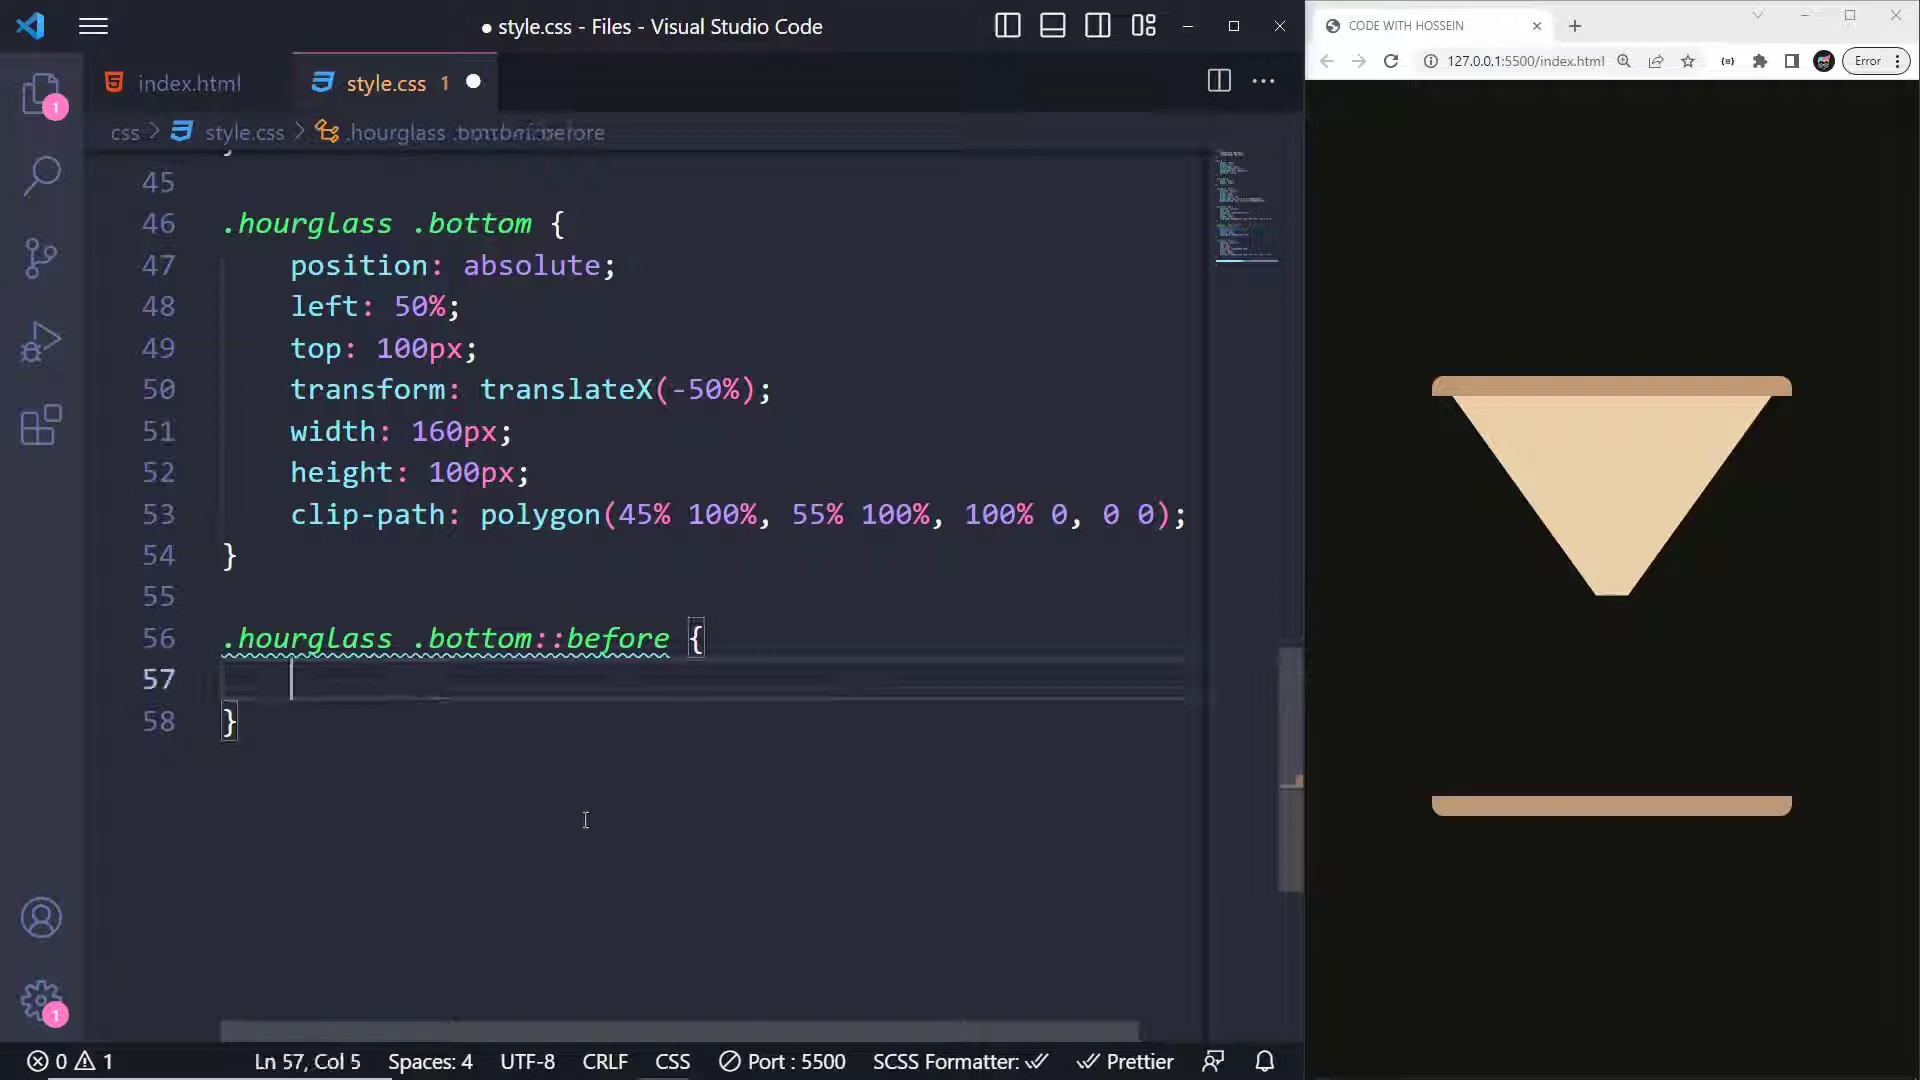 ● style.css - Files - Visual Studio Code
index.html
style.css 1
css > style.css > .hourglass
45
46 .hourglass .bottom {
47 position: absolute;
48 left: 50%;
49 top: 100px;
50 transform: translateX(-50%);
51 width: 160px;
52 height: 100px;
53 clip-path: polygon(45% 100%, 55% 100%, 100% 0, 0 0);
54 }
55
56 .hourglass .bottom::before {
57
58 }
1
1
0 1 Ln 57, Col 5 Spaces: 4 UTF-8 CRLF CSS Port : 5500 SCSS Formatter: Prettier
CODE WITH HOSSEIN
127.0.0.1:5500/index.html
Error